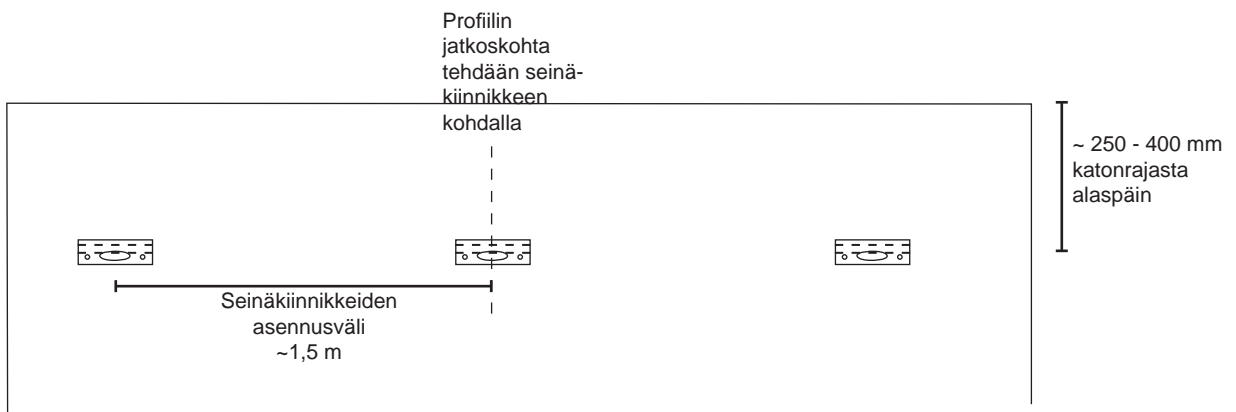 Profiilin
jatkoskohta
tehdään seinä-
kiinnikkeen
kohdalla
~ 250 - 400 mm
katonrajasta
alaspäin
Seinäkiinnikkeiden
asennusväli
~1,5 m